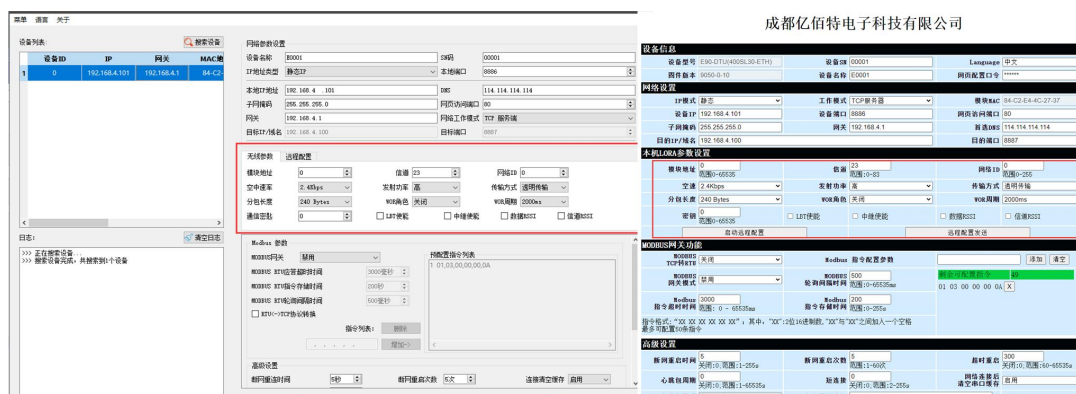 菜单 语言 关于
设备列表:
搜索设备
设备ID IP 网关 MAC地
1 0 192.168.4.101 192.168.4.1 84-C2-
日志:
清空日志
>>> 正在搜索设备...
>>> 搜索设备完成,共搜索到1个设备
网络参数设置
设备名称 E0001 SN码 00001
IP地址类型 静态IP 本地端口 8886
本地IP地址 192.168.4 .101 DNS 114.114.114.114
子网掩码 255.255.255.0 网页访问端口 80
网关 192.168.4.1 网络工作模式 TCP 服务端
目标IP/域名 192.168.4.100 目标端口 8887
无线参数 远程配置
模块地址 0 信道 23 网络ID 0
空中速率 2.4Kbps 发射功率 高 传输方式 透明传输
分包长度 240 Bytes WOR角色 关闭 WOR周期 2000ms
通信密匙 0 LBT使能 中继使能 数据RSSI 信道RSSI
Modbus 参数
MODBUS网关 禁用
MODBUS RTU应答超时时间 3000毫秒
MODBUS RTU指令存储时间 200秒
MODBUS RTU轮询间隔时间 500毫秒
RTU<->TCP协议转换
指令列表: 删除
增加->
预配置指令列表
1 01,03,00,00,00,0A
高级设置
断网重连时间 5秒 断网重启次数 5次 连接清空缓存 启用
成都亿佰特电子科技有限公司
设备信息
设备型号 E90-DTU(400SL30-ETH) 设备SN 00001 Language 中文
固件版本 9050-0-10 设备名称 E0001 网页配置口令 ******
网络设置
IP模式 静态 工作模式 TCP服务器 模块MAC 84-C2-E4-4C-27-37
设备IP 192.168.4.101 设备端口 8886 网页访问端口 80
子网掩码 255.255.255.0 网关 192.168.4.1 首选DNS 114.114.114.114
目的IP/域名 192.168.4.100 目的端口 8887
本机LORA参数设置
模块地址 0 信道 23 网络ID 0
范围0-65535 范围:0-83 范围0-255
空速 2.4Kbps 发射功率 高 传输方式 透明传输
分包长度 240 Bytes WOR角色 关闭 WOR周期 2000ms
密钥 0 LBT使能 中继使能 数据RSSI 信道RSSI
范围0-65535
启动远程配置 远程配置发送
MODBUS网关功能
MODBUS TCP转RTU 关闭 Modbus 指令配置参数 添加 清空
MODBUS 网关模式 禁用 MODBUS 轮询间隔时间 500 范围:0-65535ms 剩余可配置指令 49
01 03 00 00 00 0A X
Modbus 指令超时时间 3000 范围: 0 - 65535ms Modbus 指令存储时间 200 范围:0-255s
指令格式:"XX XX XX XX XX XX";其中,"XX":2位16进制数,"XX"与"XX"之间加入一个空格
最多可配置50条指令
高级设置
断网重启时间 5 断网重启次数 5 超时重启 300
关闭:0,范围:1-255s 范围:1-60次 关闭:0,范围:60-65535s
心跳包周期 0 短连接 0 网络连接后清空串口缓存 启用
关闭:0,范围:1-65535s 关闭:0,范围:2-255s